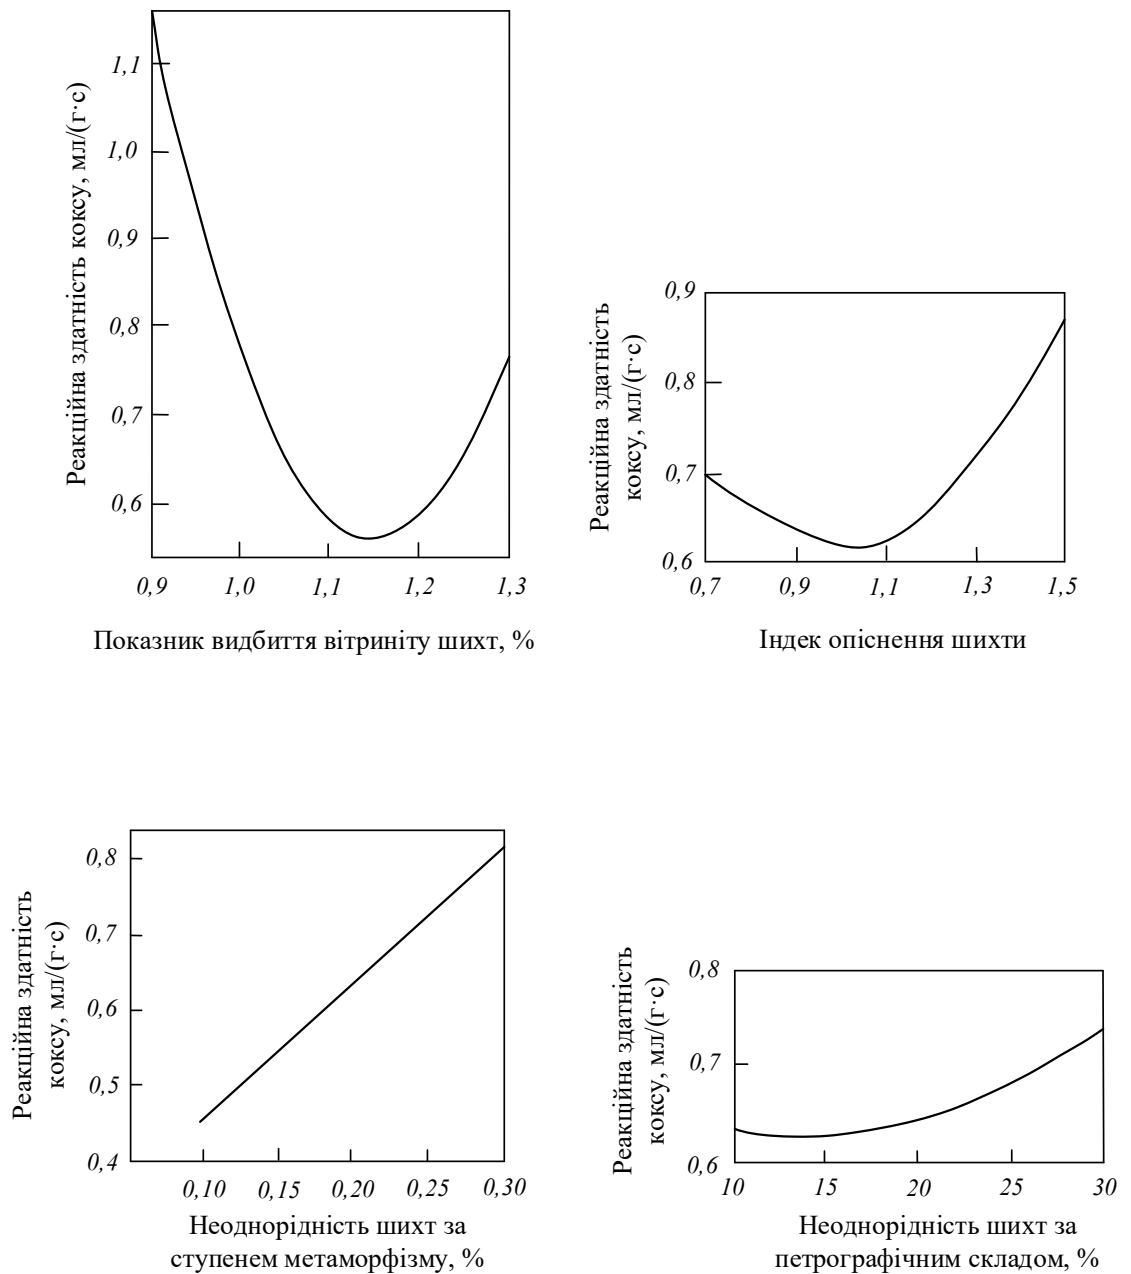 Реакційна здатність коксу, мл/(г·с)
1,1
1,0
0,9
0,8
0,7
0,6
0,9 1,0 1,1 1,2 1,3
Показник видбиття вітриніту шихт, %
Реакційна здатність
коксу, мл/(г·с)
0,9
0,8
0,7
0,6
0,7 0,9 1,1 1,3 1,5
Індек опіснення шихти
Реакційна здатність
коксу, мл/(г·с)
0,8
0,7
0,6
0,5
0,4
0,10 0,15 0,20 0,25 0,30
Неоднорідність шихт за
ступенем метаморфізму, %
Реакційна здатність
коксу, мл/(г·с)
0,8
0,7
0,6
10 15 20 25 30
Неоднорідність шихт за
петрографічним складом, %